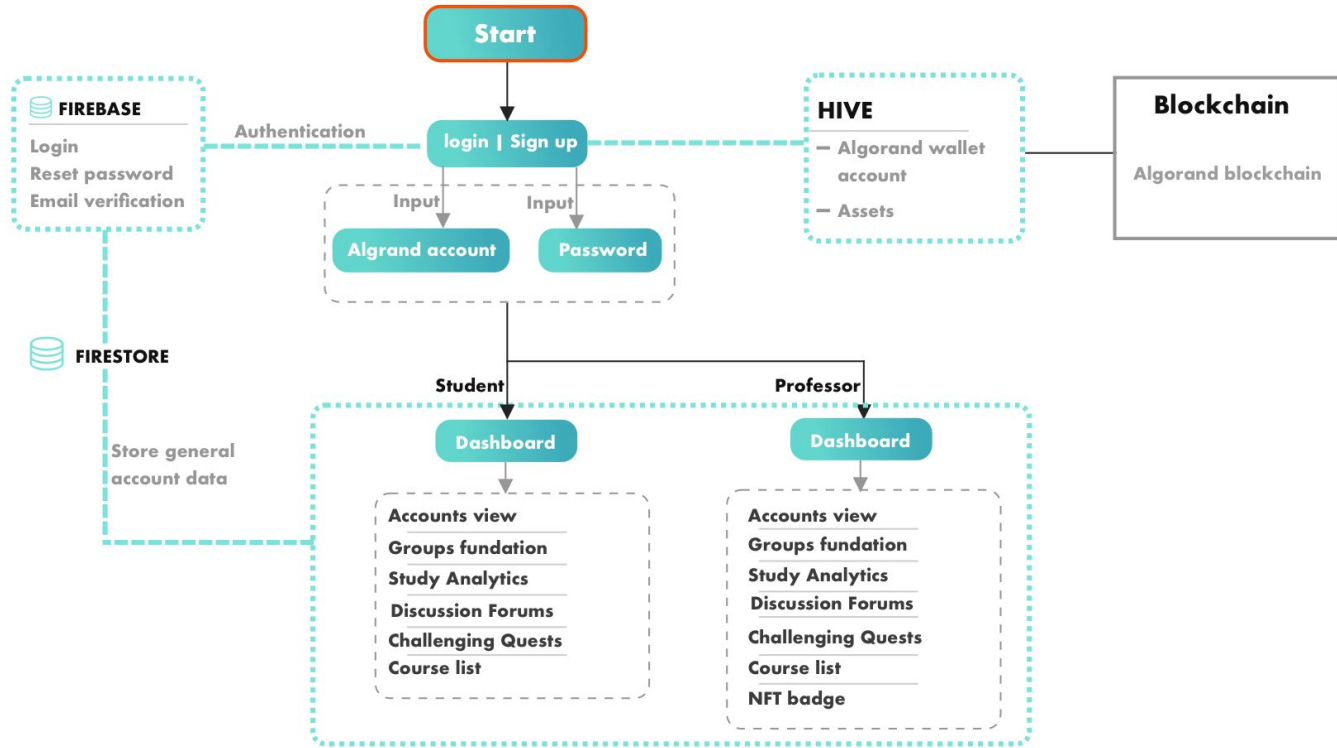 Start
FIREBASE
Login
Reset password
Email verification
Authentication
login | Sign up
HIVE
– Algorand wallet
account
– Assets
Blockchain
Algorand blockchain
Input
Input
Algrand account
Password
FIRESTORE
Store general
account data
Student
Professor
Dashboard
Accounts view
Groups fundation
Study Analytics
Discussion Forums
Challenging Quests
Course list
Dashboard
Accounts view
Groups fundation
Study Analytics
Discussion Forums
Challenging Quests
Course list
NFT badge